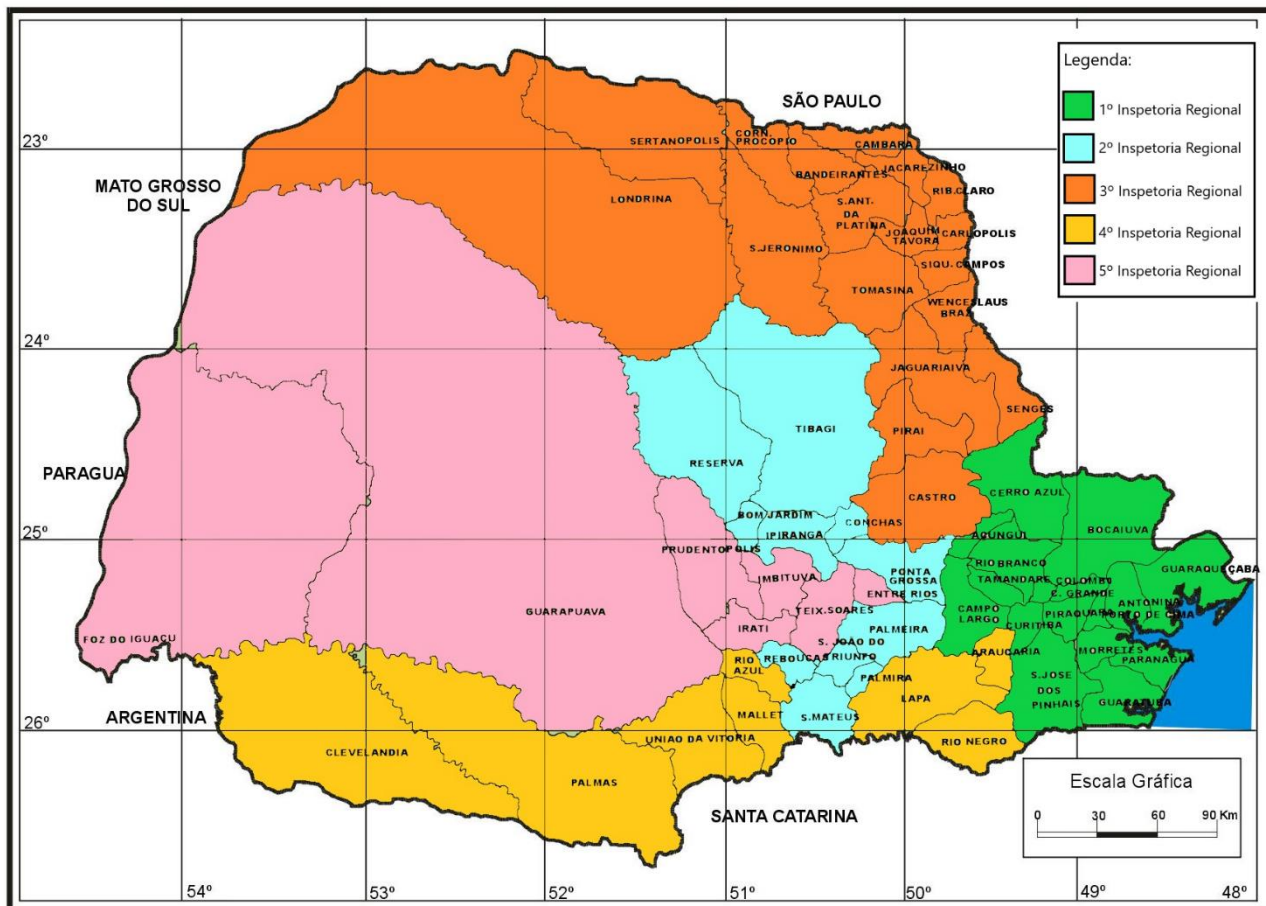 Legenda:
1º Inspetoria Regional
2º Inspetoria Regional
3º Inspetoria Regional
4º Inspetoria Regional
5º Inspetoria Regional
SÃO PAULO
MATO GROSSO
DO SUL
PARAGUA
ARGENTINA
SANTA CATARINA
23º
24º
25º
26º
SERTANOPOLIS
CORN.
PROCOPIO
CAMBARA
BANDEIRANTES
JACAREZINHO
RIB.CLARO
LONDRINA
S.ANT.
DA
PLATINA
JOAQUIM
TAVORA
CARLOPOLIS
S.JERONIMO
SIQU.CAMPOS
TOMASINA
WENCESLAUS
BRAZ
JAGUARIAIVA
SENGES
PIRAI
TIBAGI
RESERVA
CASTRO
CERRO AZUL
BOM JARDIM
CONCHAS
IPIRANGA
BOCAIUVA
AÇUNGUI
PRUDENTOPOLIS
RIO BRANCO
GUARAQUEÇABA
IMBITUVA
PONTA
GROSSA
TAMANDARE
COLOMBO
C. GRANDE
ENTRE RIOS
ANTONINA
GUARAPUAVA
TEIX.SOARES
CAMPO
LARGO
PIRAQUARA
PORTO DE CIMA
IRATI
PALMEIRA
CURITIBA
FOZ DO IGUAÇU
S. JOÃO DO
TRIUNFO
ARAUCARIA
MORRETES
RIO
AZUL
REBOUÇAS
PARANAGUA
PALMIRA
S.JOSE
DOS
PINHAIS
LAPA
MALLET
S.MATEUS
GUARATUBA
UNIAO DA VITORIA
RIO NEGRO
CLEVELANDIA
PALMAS
Escala Gráfica
0 30 60 90 Km
54º 53º 52º 51º 50º 49º 48º